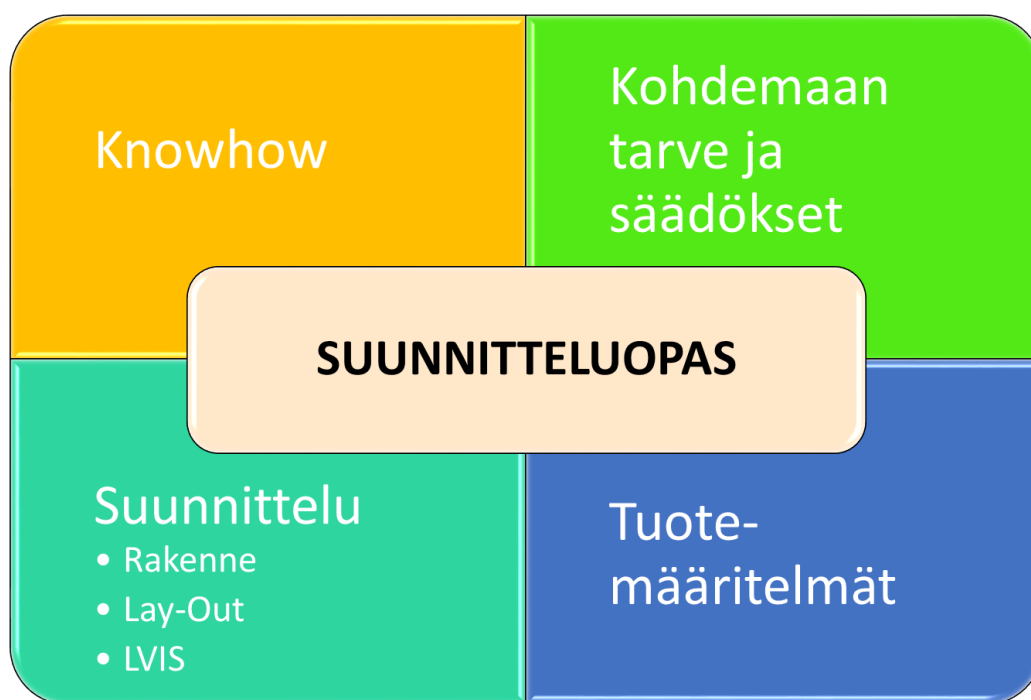 Knowhow
Kohdemaan
tarve ja
säädökset
SUUNNITTELUOPAS
Suunnittelu
• Rakenne
• Lay-Out
• LVIS
Tuote-
määritelmät